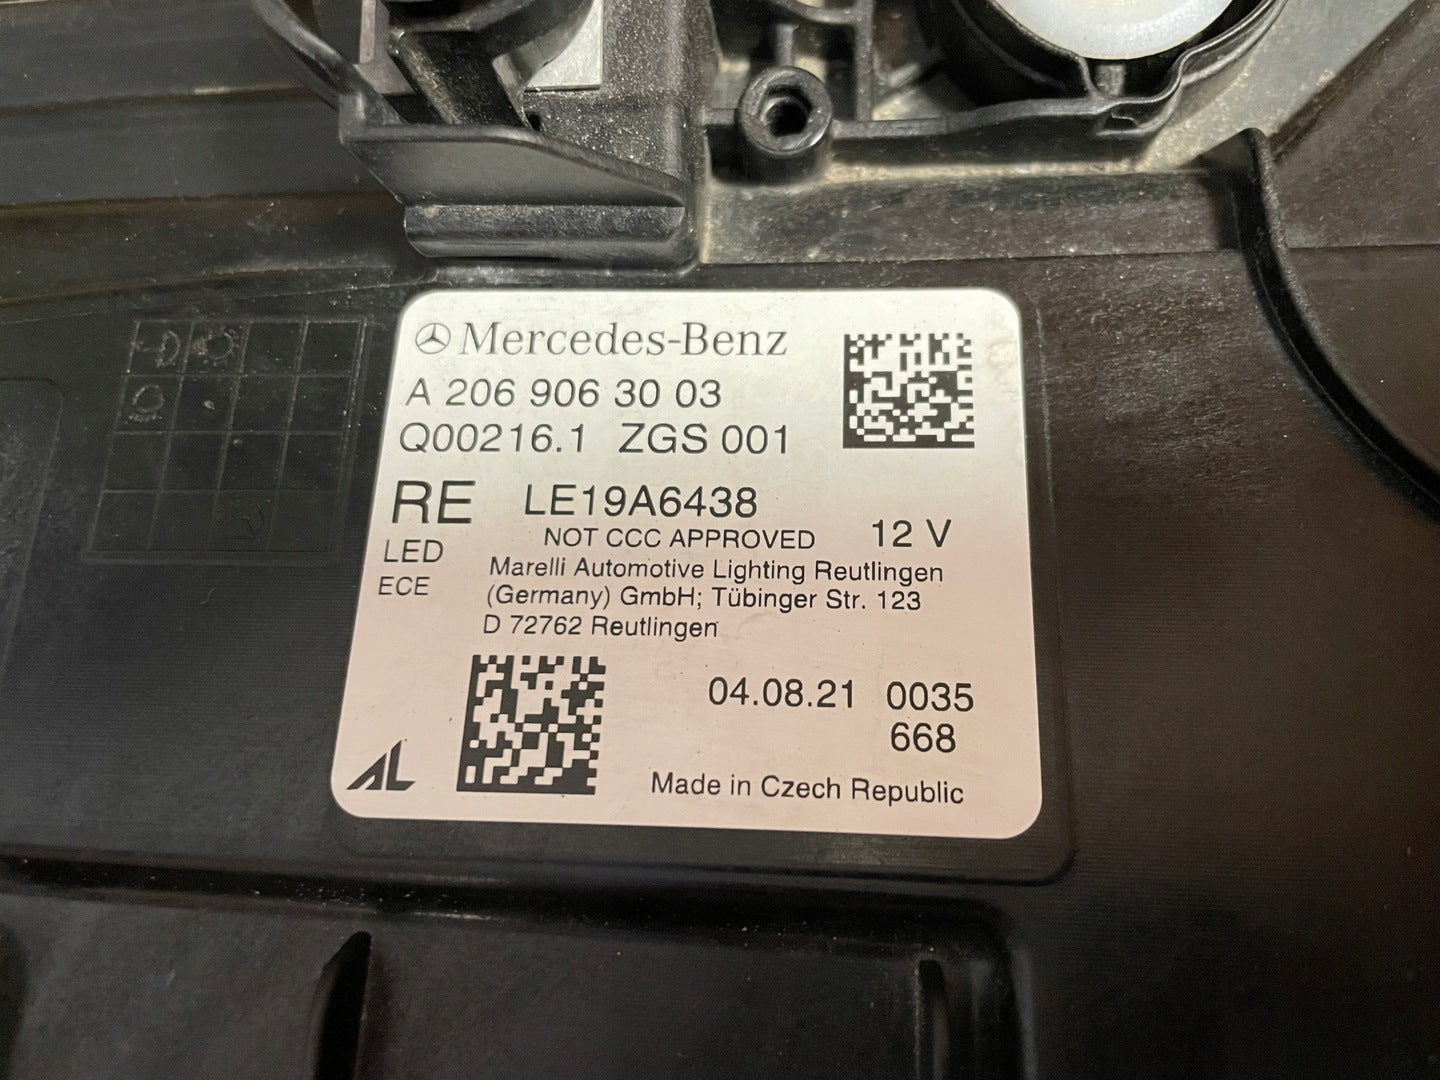 Mercedes-Benz
A 206 906 30 03
Q00216.1 ZGS 001
RE LE19A6438
NOT CCC APPROVED 12 V
LED
ECE
Marelli Automotive Lighting Reutlingen
(Germany) GmbH; Tübinger Str. 123
D 72762 Reutlingen
04.08.21 0035
668
AL
Made in Czech Republic